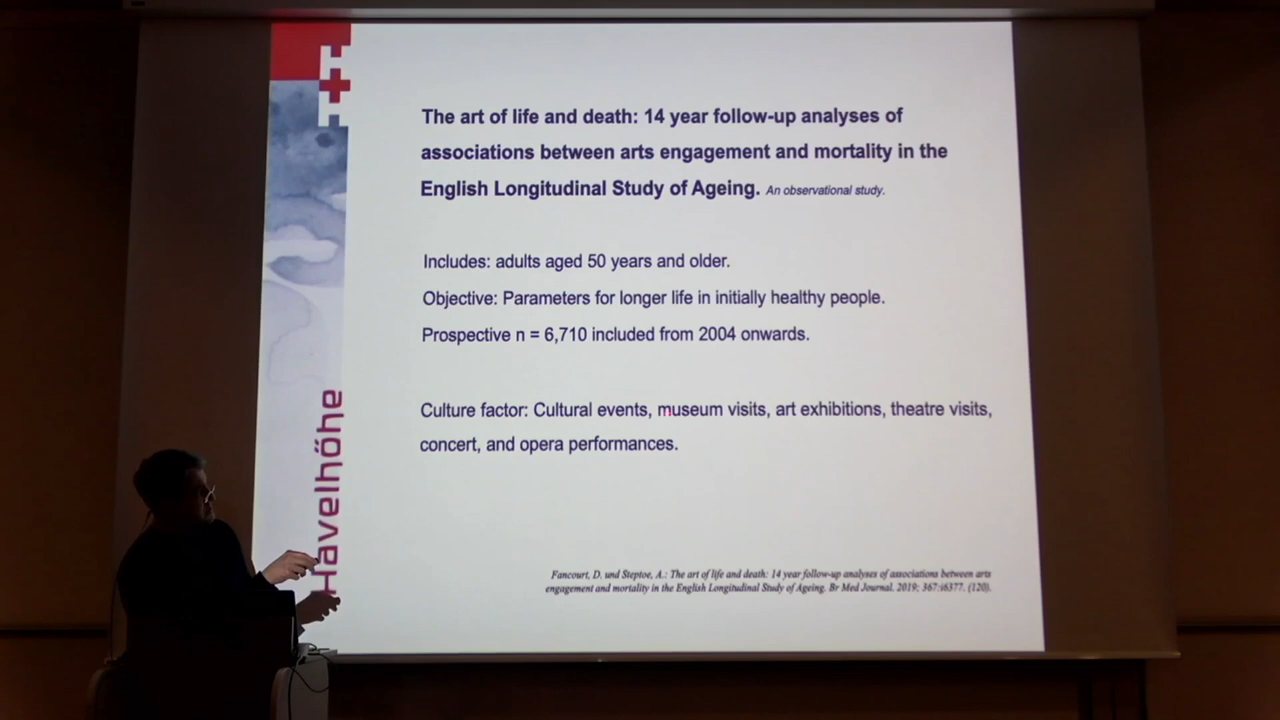 The art of life and death: 14 year follow-up analyses of
associations between arts engagement and mortality in the
English Longitudinal Study of Ageing. An observational study.
Includes: adults aged 50 years and older.
Objective: Parameters for longer life in initially healthy people.
Prospective n = 6,710 included from 2004 onwards.
Culture factor: Cultural events, museum visits, art exhibitions, theatre visits,
concert, and opera performances.
Fancourt, D. und Steptoe, A.: The art of life and death: 14 year follow-up analyses of associations between arts
engagement and mortality in the English Longitudinal Study of Ageing. Br Med Journal. 2019; 367:l6377. (120).
Havelhöhe